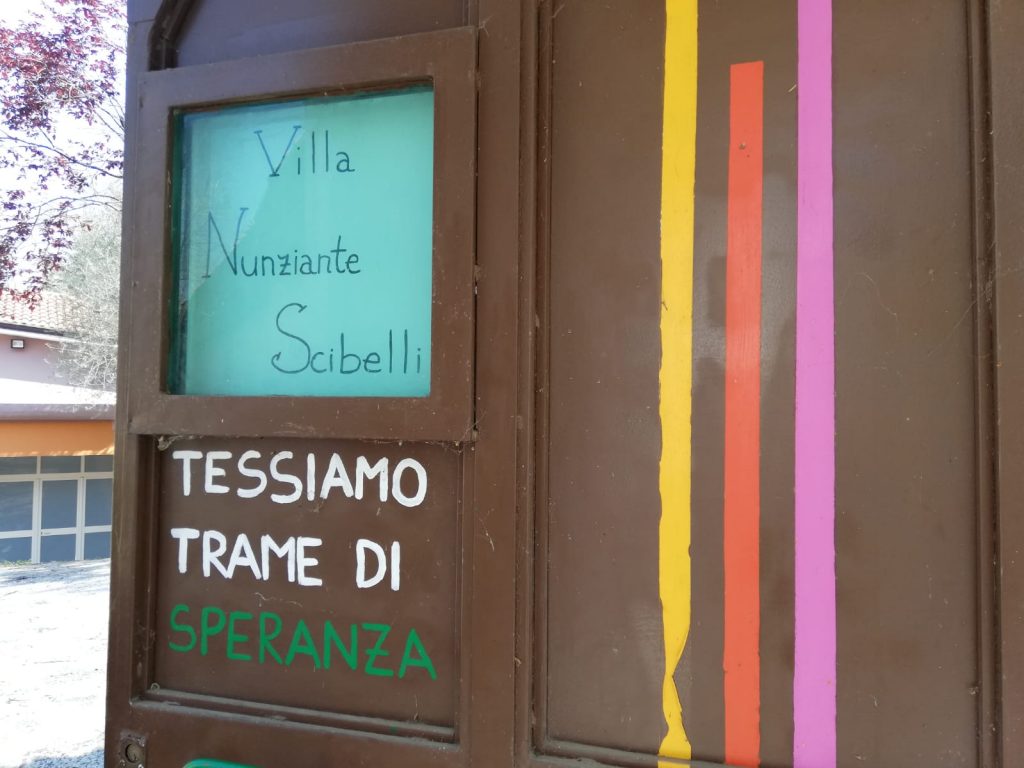 Villa
Nunziante
Scibelli
TESSIAMO
TRAME DI
SPERANZA